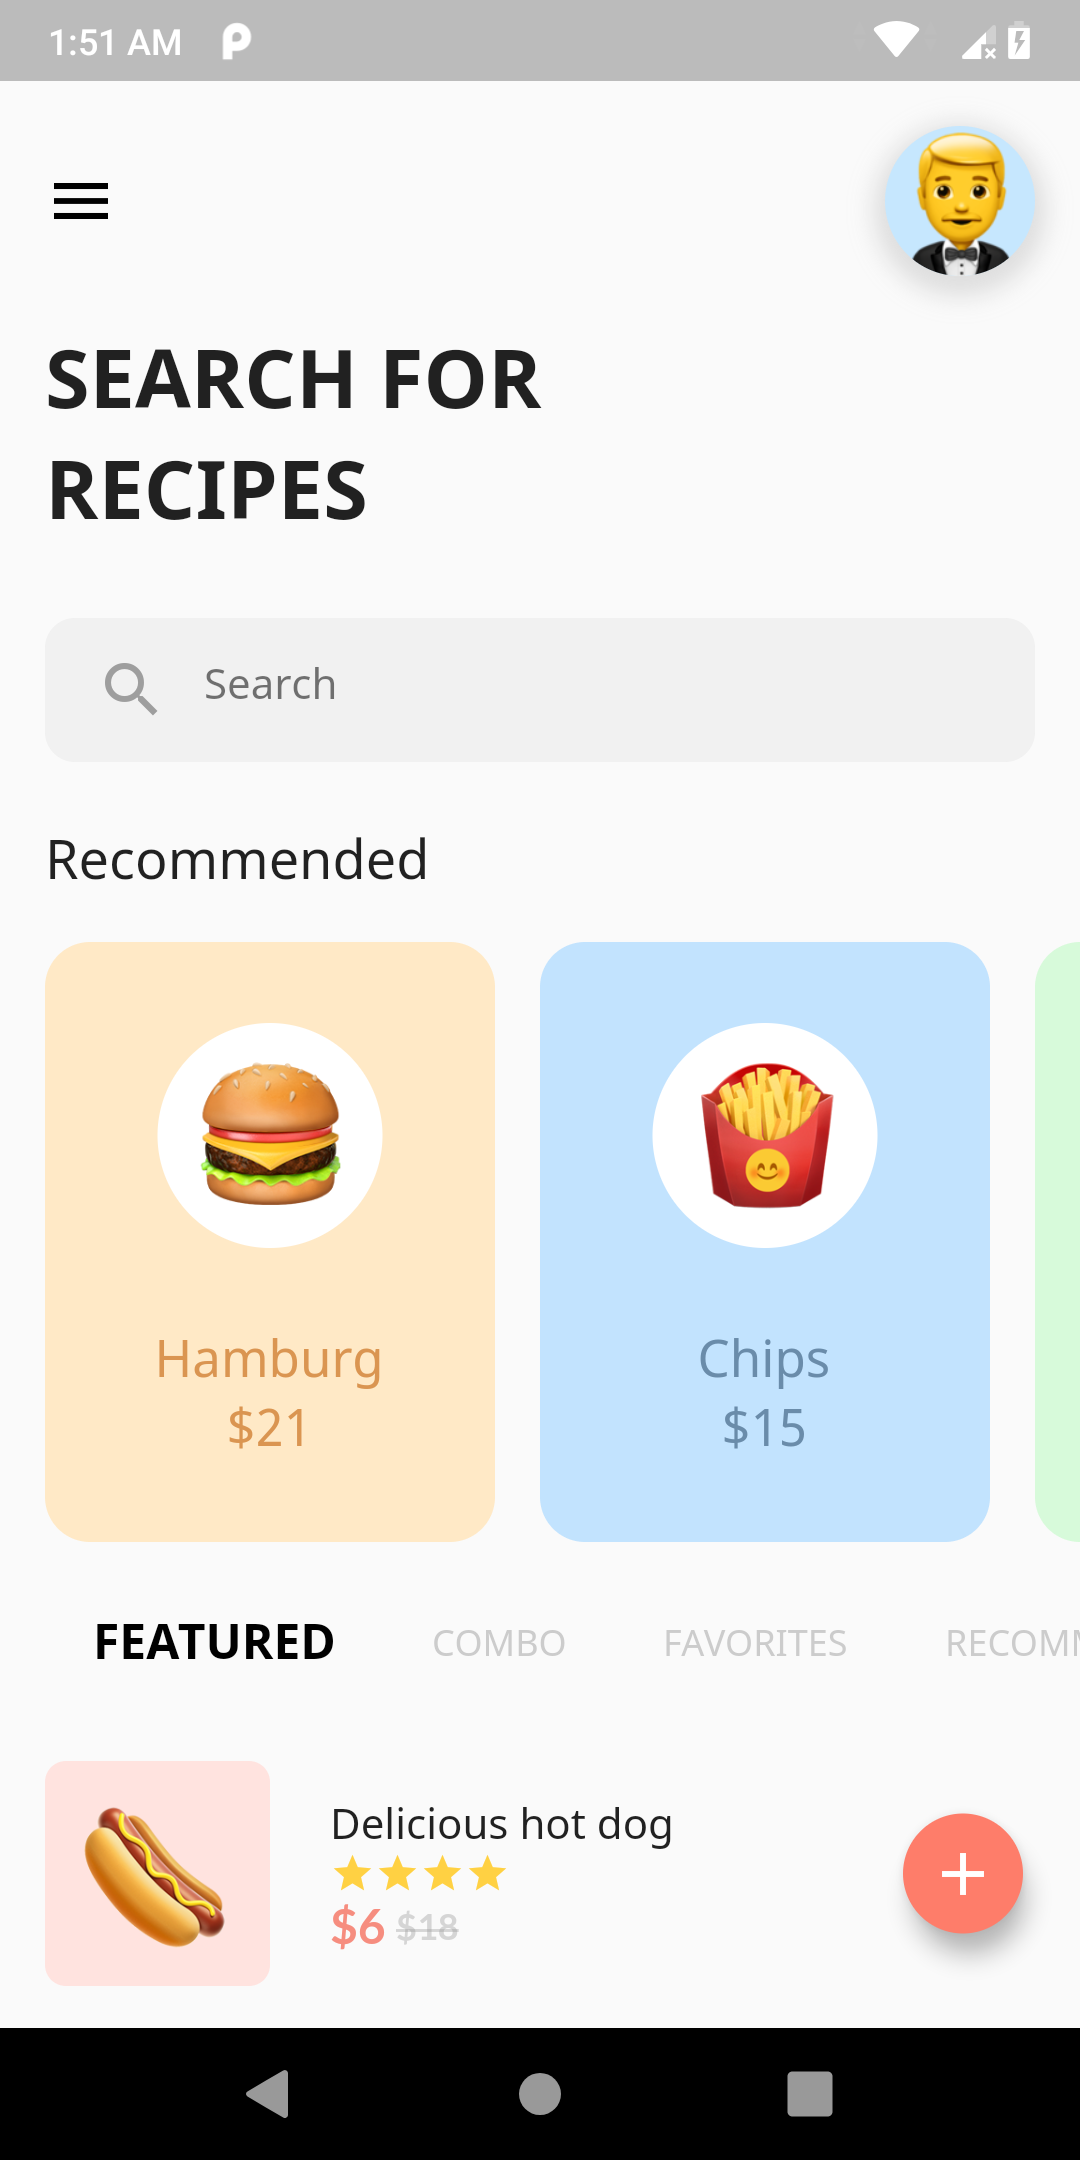 1:51 AM
SEARCH FOR
RECIPES
Search
Recommended
Hamburg
$21
Chips
$15
FEATURED
COMBO
FAVORITES
RECOM
Delicious hot dog
$6 $18